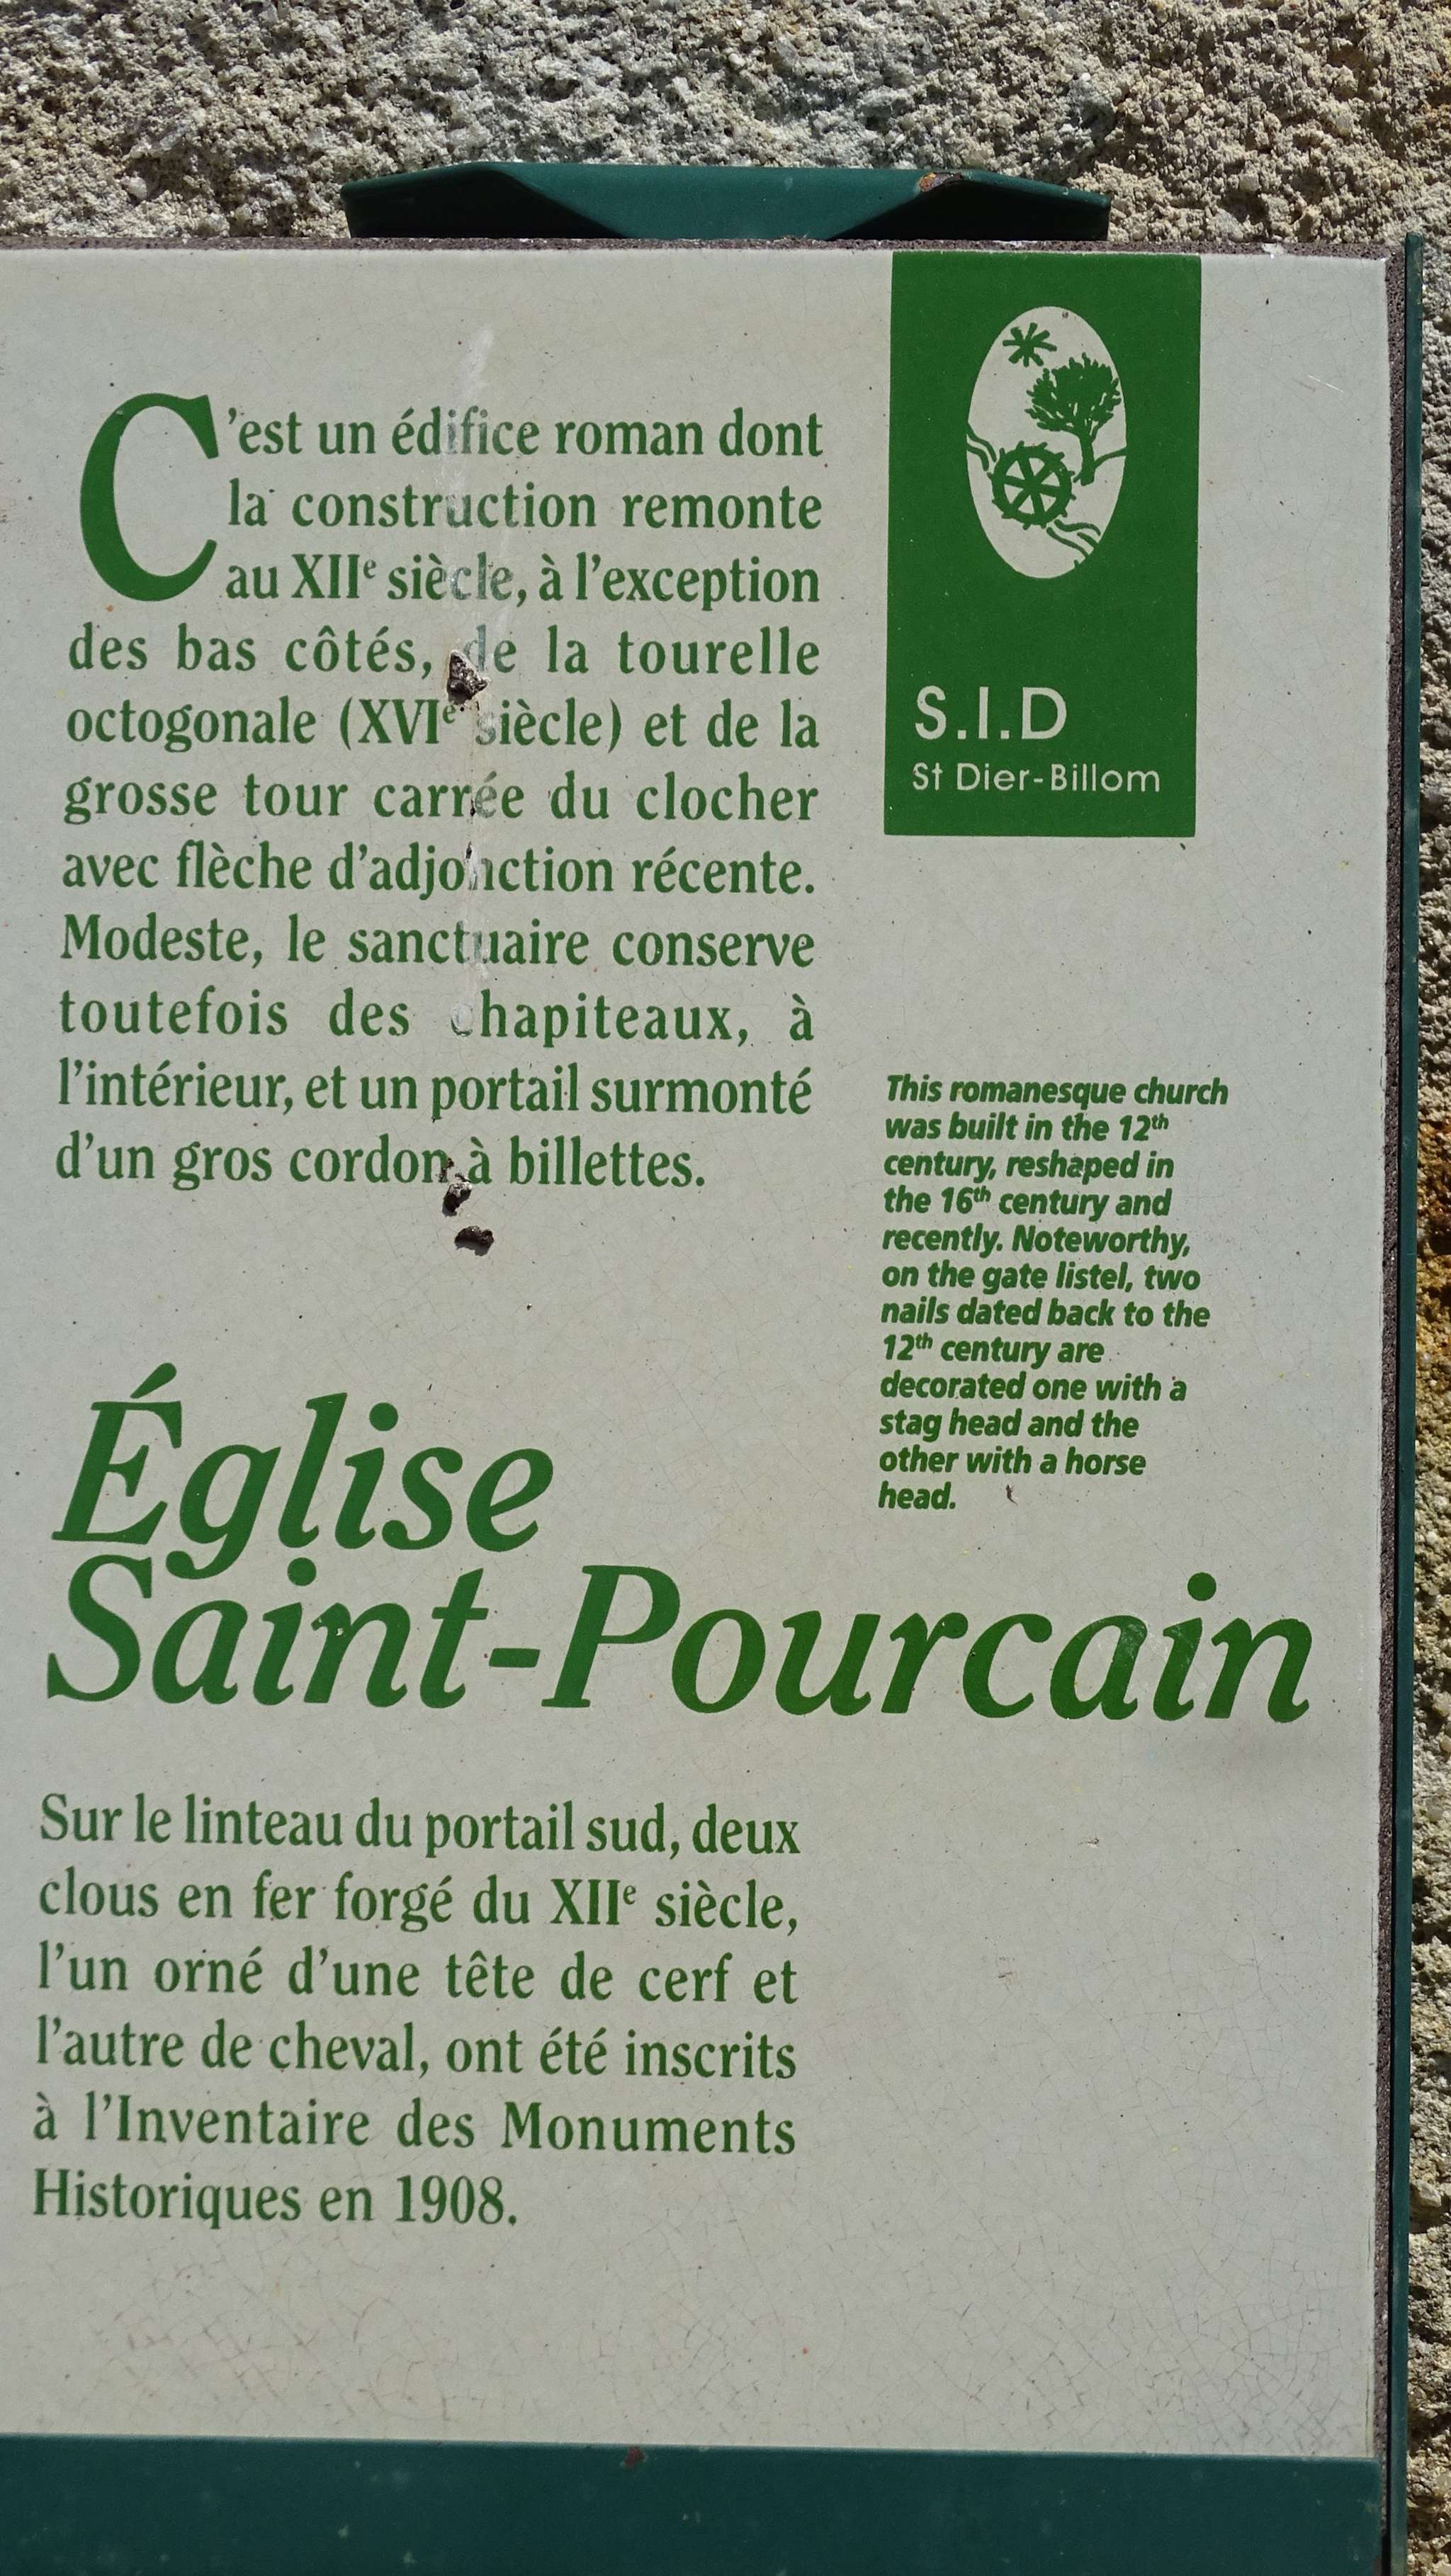 C'est un édifice roman dont
la construction remonte
au XIIe siècle, à l'exception
des bas côtés, de la tourelle
octogonale (XVIe siècle) et de la
grosse tour carrée du clocher
avec flèche d'adjonction récente.
Modeste, le sanctuaire conserve
toutefois des chapiteaux, à
l'intérieur, et un portail surmonté
d'un gros cordon à billettes.
S.I.D
St Dier-Billom
This romanesque church
was built in the 12th
century, reshaped in
the 16th century and
recently. Noteworthy,
on the gate listel, two
nails dated back to the
12th century are
decorated one with a
stag head and the
other with a horse
head.
Église
Saint-Pourcain
Sur le linteau du portail sud, deux
clous en fer forgé du XIIe siècle,
l'un orné d'une tête de cerf et
l'autre de cheval, ont été inscrits
à l'Inventaire des Monuments
Historiques en 1908.